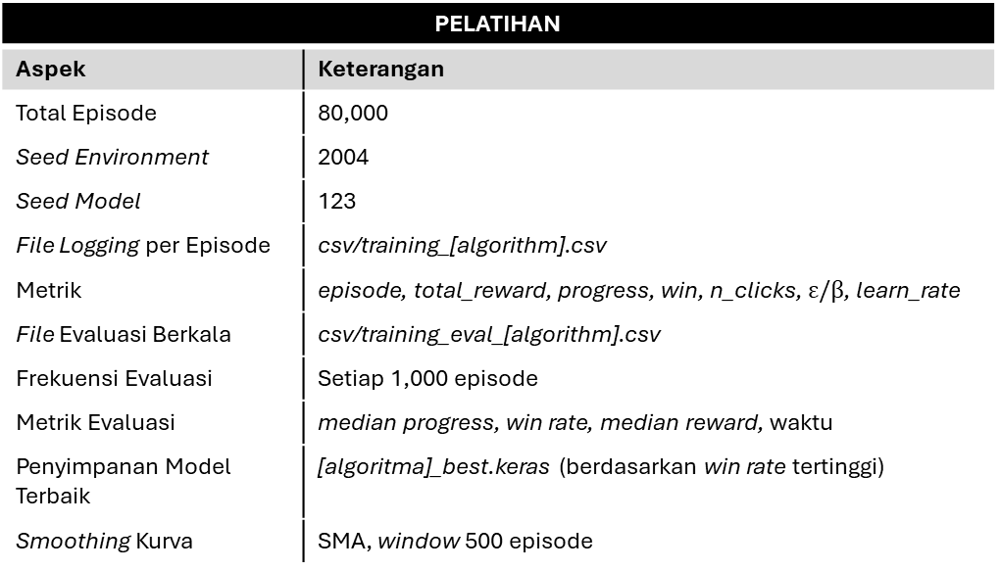 PELATIHAN
Aspek Keterangan
Total Episode 80,000
Seed Environment 2004
Seed Model 123
File Logging per Episode csv/training_[algorithm].csv
Metrik episode, total_reward, progress, win, n_clicks, ε/β, learn_rate
File Evaluasi Berkala csv/training_eval_[algorithm].csv
Frekuensi Evaluasi Setiap 1,000 episode
Metrik Evaluasi median progress, win rate, median reward, waktu
Penyimpanan Model [algoritma]_best.keras (berdasarkan win rate tertinggi)
Terbaik
Smoothing Kurva SMA, window 500 episode